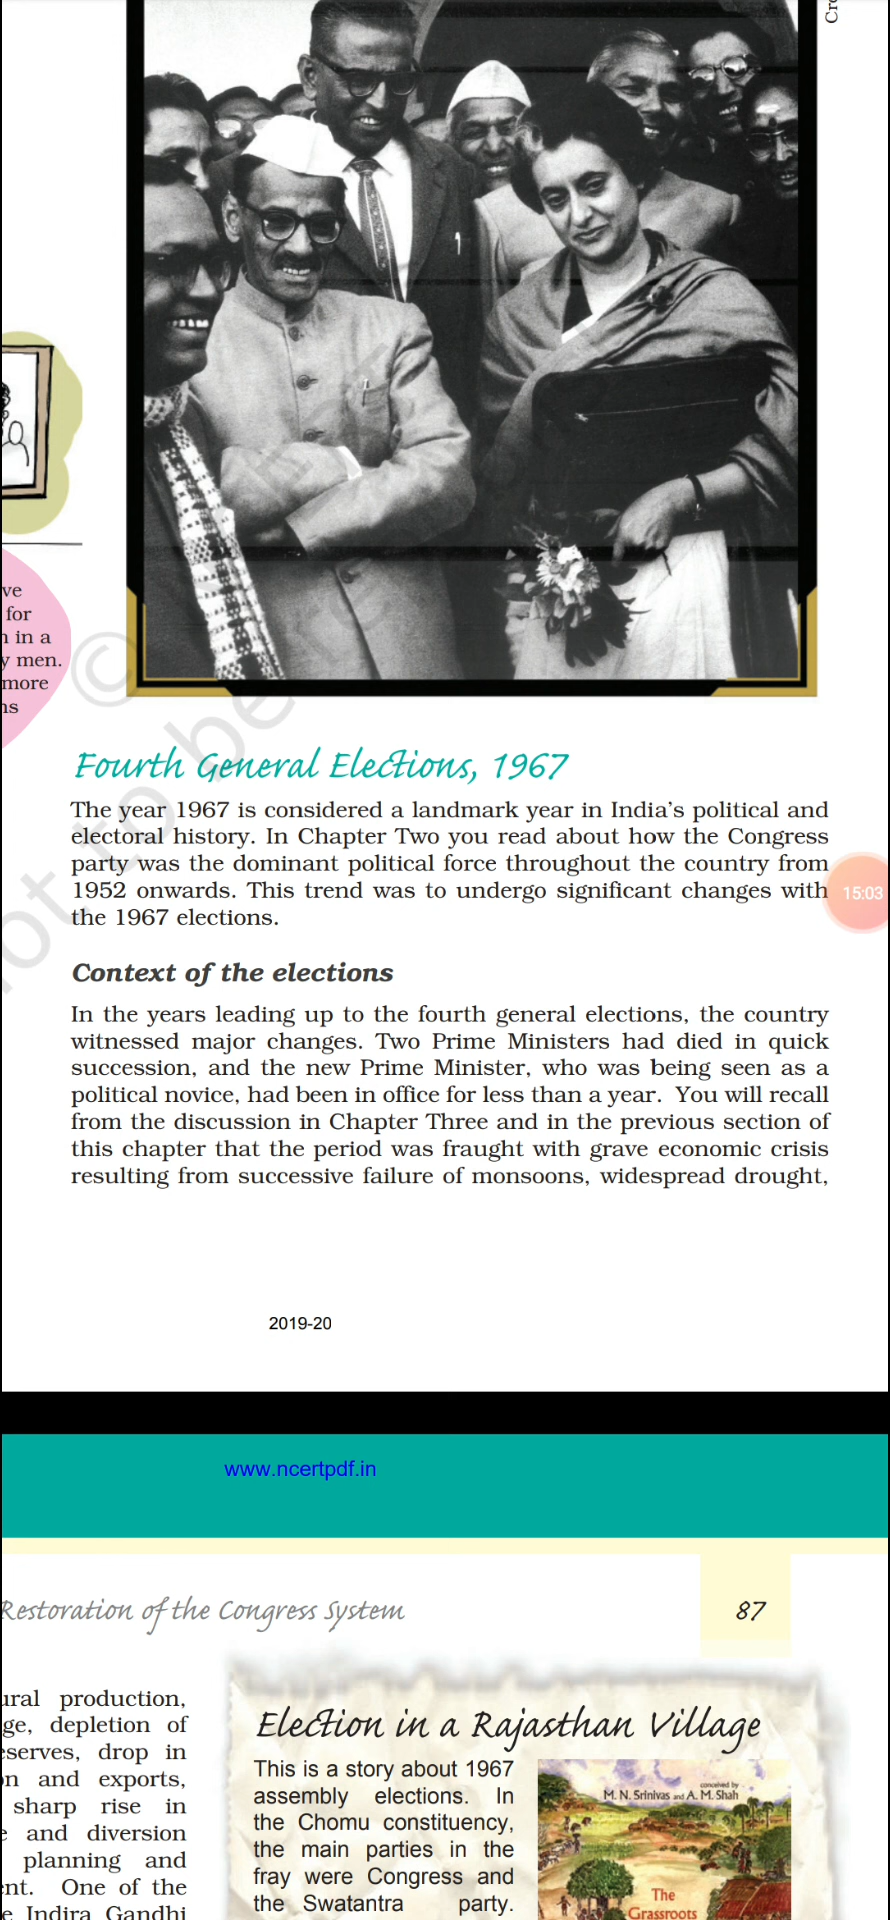 Cr
ve
for
n in a
y men.
more
ns
Fourth General Elections, 1967
The year 1967 is considered a landmark year in India's political and
electoral history. In Chapter Two you read about how the Congress
party was the dominant political force throughout the country from
1952 onwards. This trend was to undergo significant changes with
the 1967 elections.
15:03
Context of the elections
In the years leading up to the fourth general elections, the country
witnessed major changes. Two Prime Ministers had died in quick
succession, and the new Prime Minister, who was being seen as a
political novice, had been in office for less than a year. You will recall
from the discussion in Chapter Three and in the previous section of
this chapter that the period was fraught with grave economic crisis
resulting from successive failure of monsoons, widespread drought,
© not to be re
2019-20
www.ncertpdf.in
Restoration of the Congress System
87
ural production,
ge, depletion of
eserves, drop in
on and exports,
sharp rise in
e and diversion
planning and
ent. One of the
e Indira Gandhi
Election in a Rajasthan Village
This is a story about 1967
assembly elections. In
the Chomu constituency,
the main parties in the
fray were Congress and
the Swatantra party.
conceived by
M. N. Srinivas and A. M. Shah
The
Grassroots